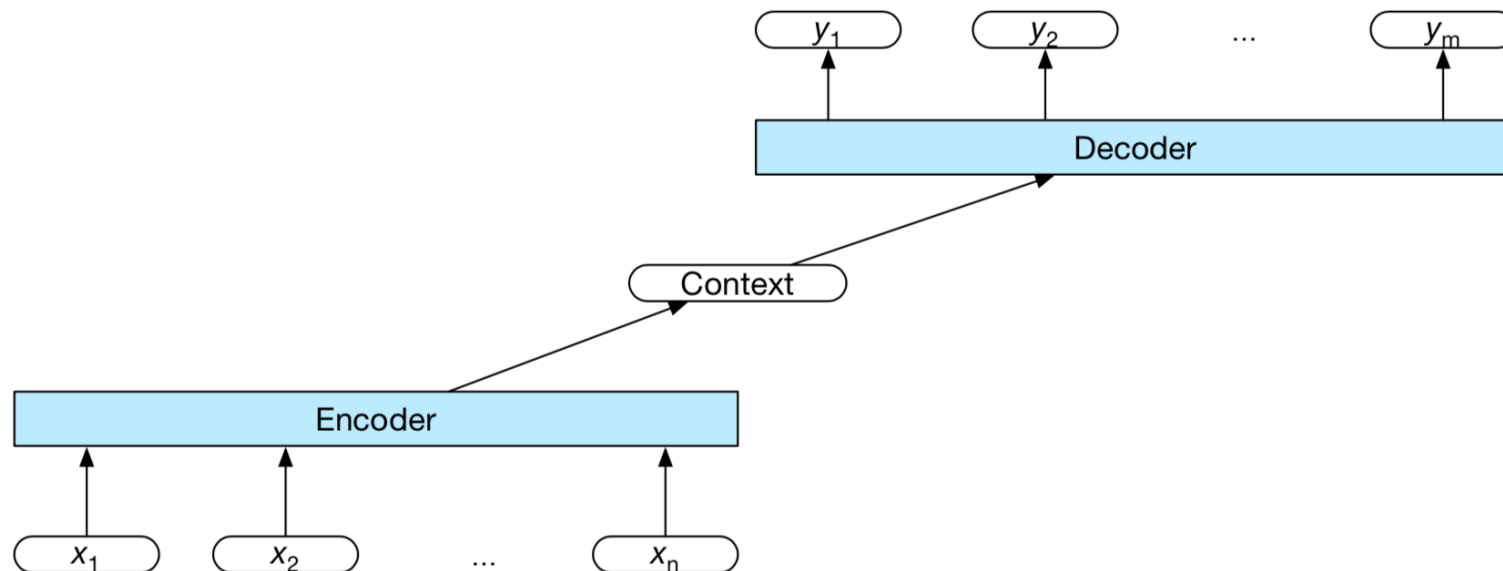 y₁ y₂ ... yₘ
Decoder
Context
Encoder
x₁ x₂ ... xₙ